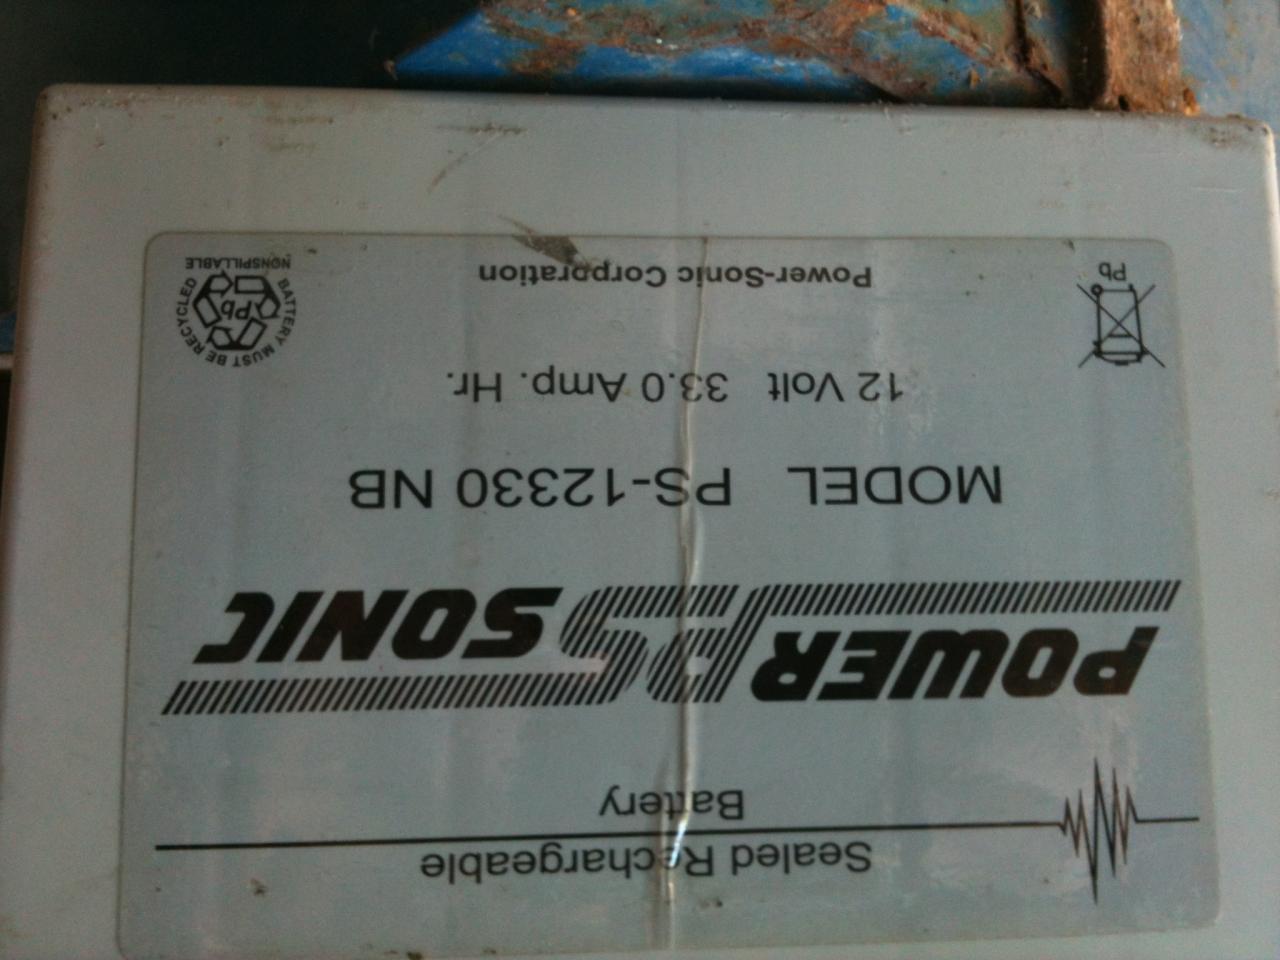 Sealed Rechargeable
Battery
POWER PS SONIC
MODEL PS-12330 NB
12 Volt 33.0 Amp. Hr.
Power-Sonic Corpration
Pb
Pb
BATTERY MUST BE RECYCLED
NONSPILLABLE